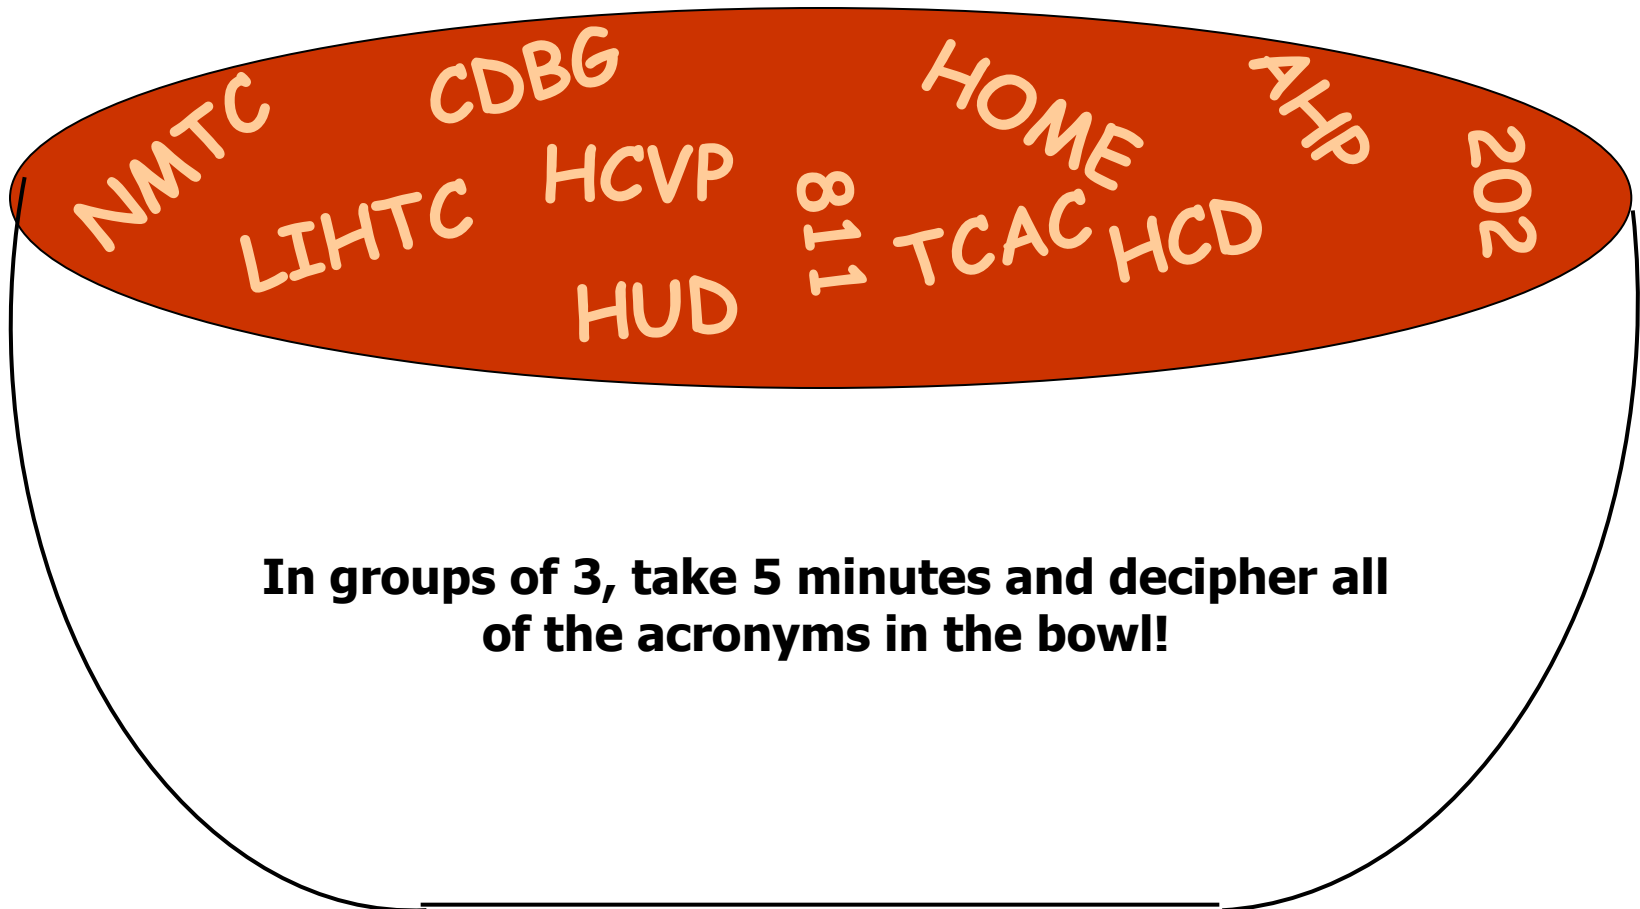 NMTC
CDBG
HOME
AHP
202
LIHTC
HCVP
811
TCAC
HCD
HUD
In groups of 3, take 5 minutes and decipher all
of the acronyms in the bowl!